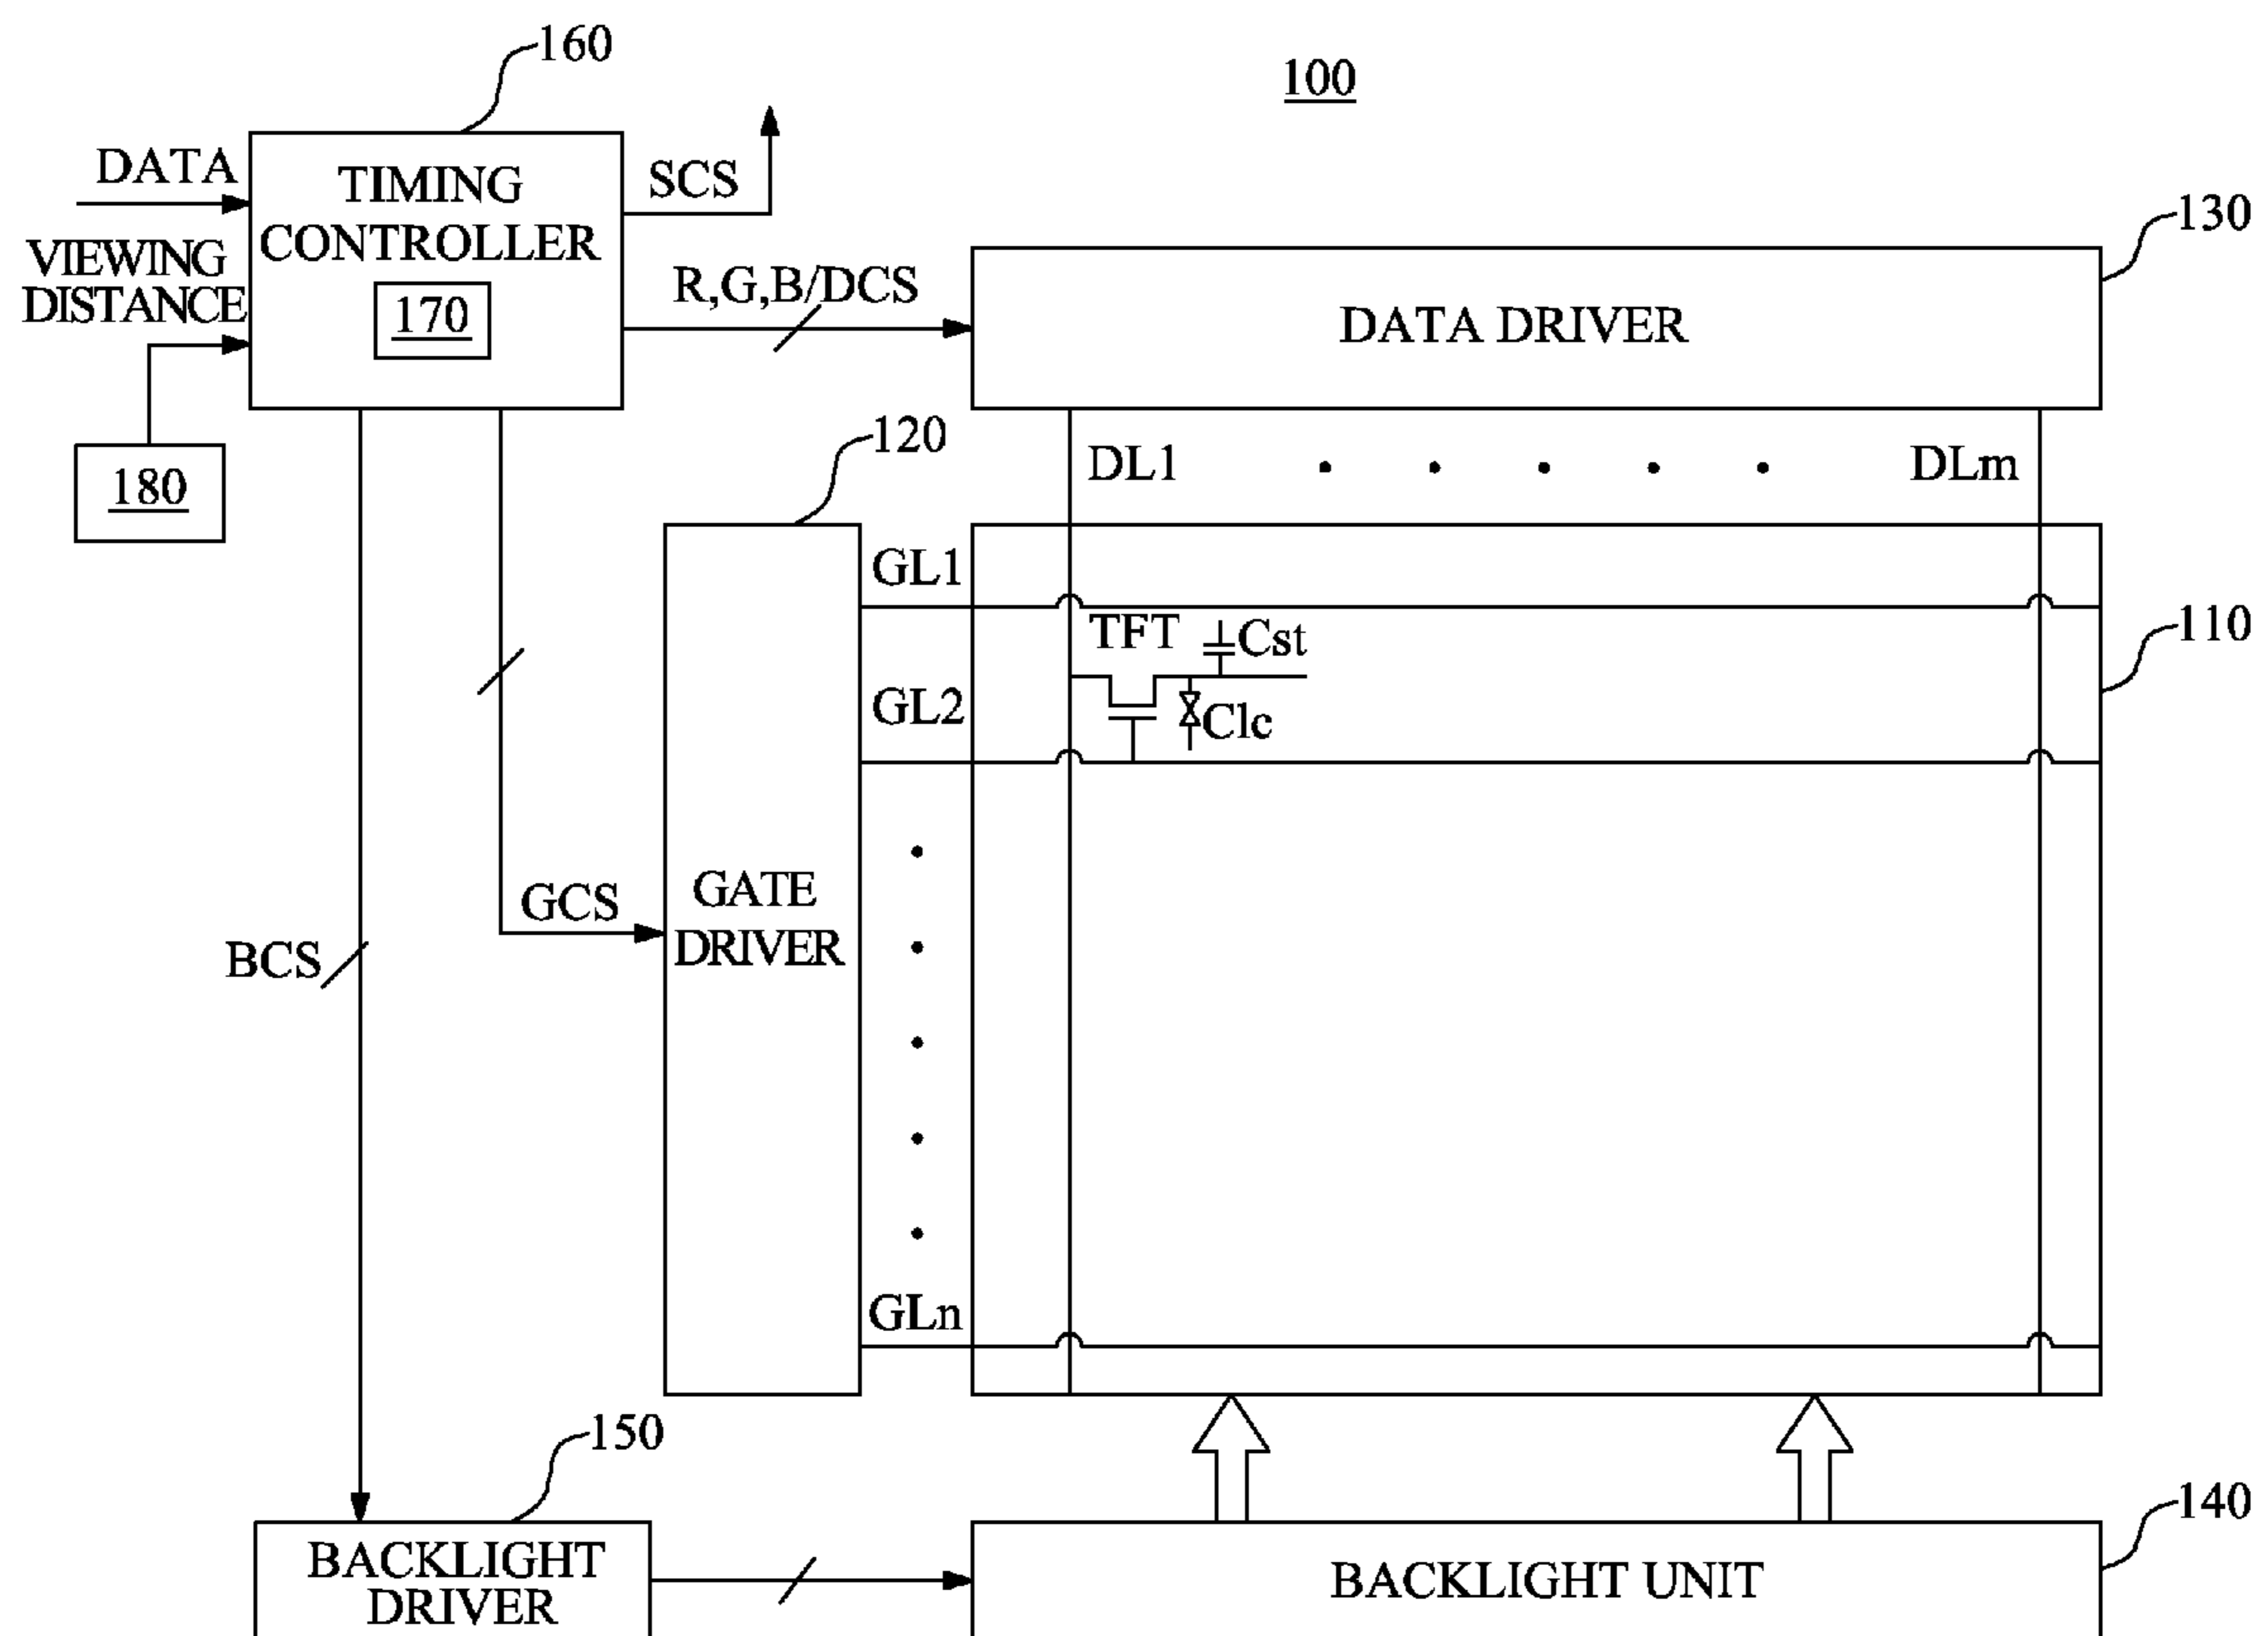 160
100
DATA
TIMING
CONTROLLER
170
SCS
VIEWING
DISTANCE
R,G,B/DCS
130
DATA DRIVER
180
120
DL1
DLm
GL1
TFT
Cst
110
GL2
Clc
GATE
DRIVER
GCS
BCS
GLn
150
140
BACKLIGHT
DRIVER
BACKLIGHT UNIT